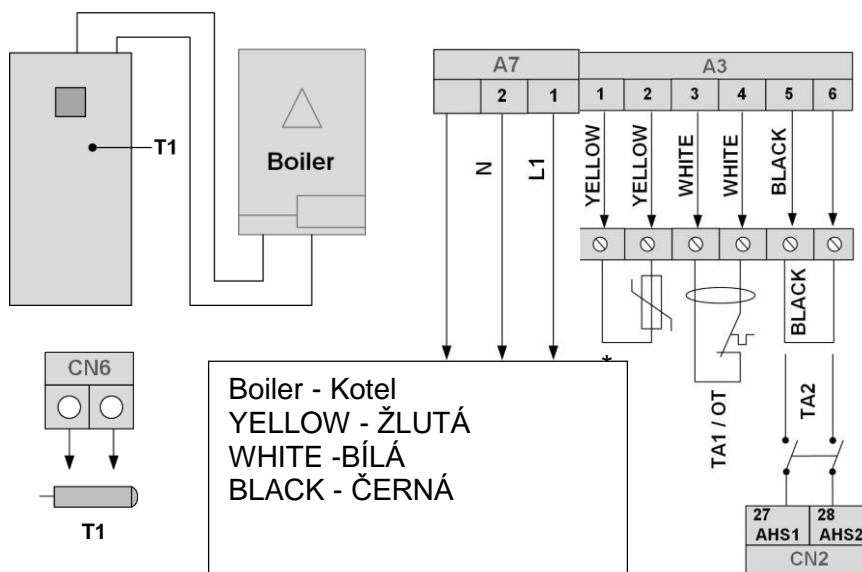 T1
Boiler
A7
A3
2 1 1 2 3 4 5 6
N
L1
YELLOW
YELLOW
WHITE
WHITE
BLACK
BLACK
*
TA1 / OT
TA2
CN6
T1
Boiler - Kotel
YELLOW - ŽLUTÁ
WHITE -BÍLÁ
BLACK - ČERNÁ
27 28
AHS1 AHS2
CN2